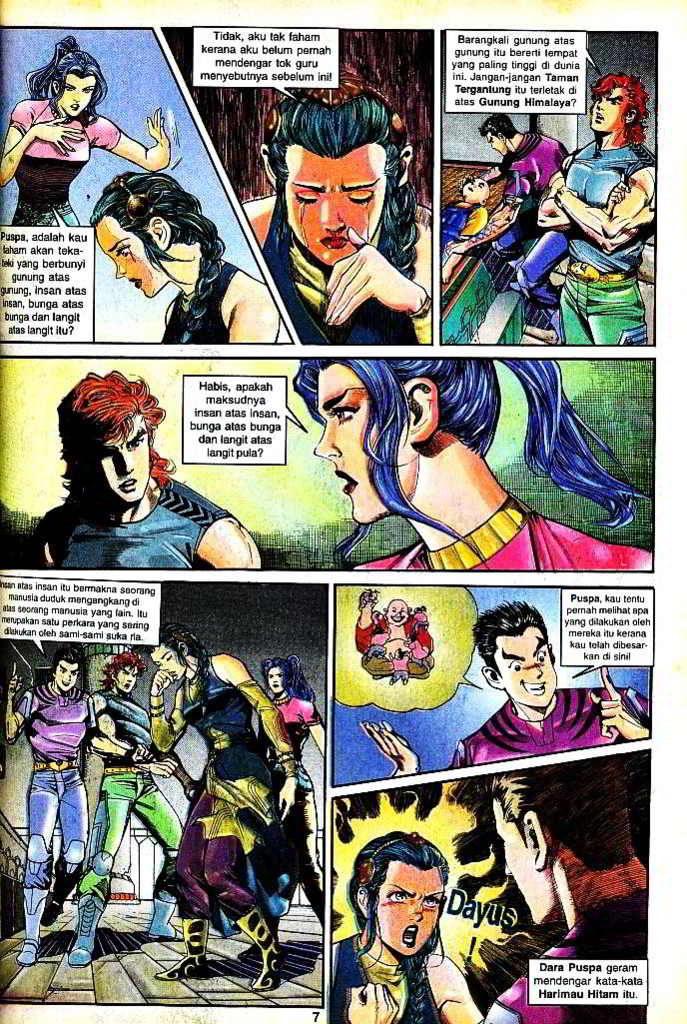 Puspa, adalah kau
faham akan teka-
teki yang berbunyi
gunung atas
gunung, insan atas
insan, bunga atas
bunga dan langit
atas langit itu?
Tidak, aku tak faham
kerana aku belum pernah
mendengar tok guru
menyebutnya sebelum ini!
Barangkali gunung atas
gunung itu bererti tempat
yang paling tinggi di dunia
ini. Jangan-jangan Taman
Tergantung itu terletak di
atas Gunung Himalaya?
Habis, apakah
maksudnya
insan atas insan,
bunga atas bunga
dan langit atas
langit pula?
Insan atas insan itu bermakna seorang
manusia duduk mengangkang di
atas seorang manusia yang lain. Itu
merupakan satu perkara yang sering
dilakukan oleh sami-sami suka ria.
Puspa, kau tentu
pernah melihat apa
yang dilakukan oleh
mereka itu kerana
kau telah dibesar-
kan di sini!
Dayus
!
Dara Puspa geram
mendengar kata-kata
Harimau Hitam itu.
7